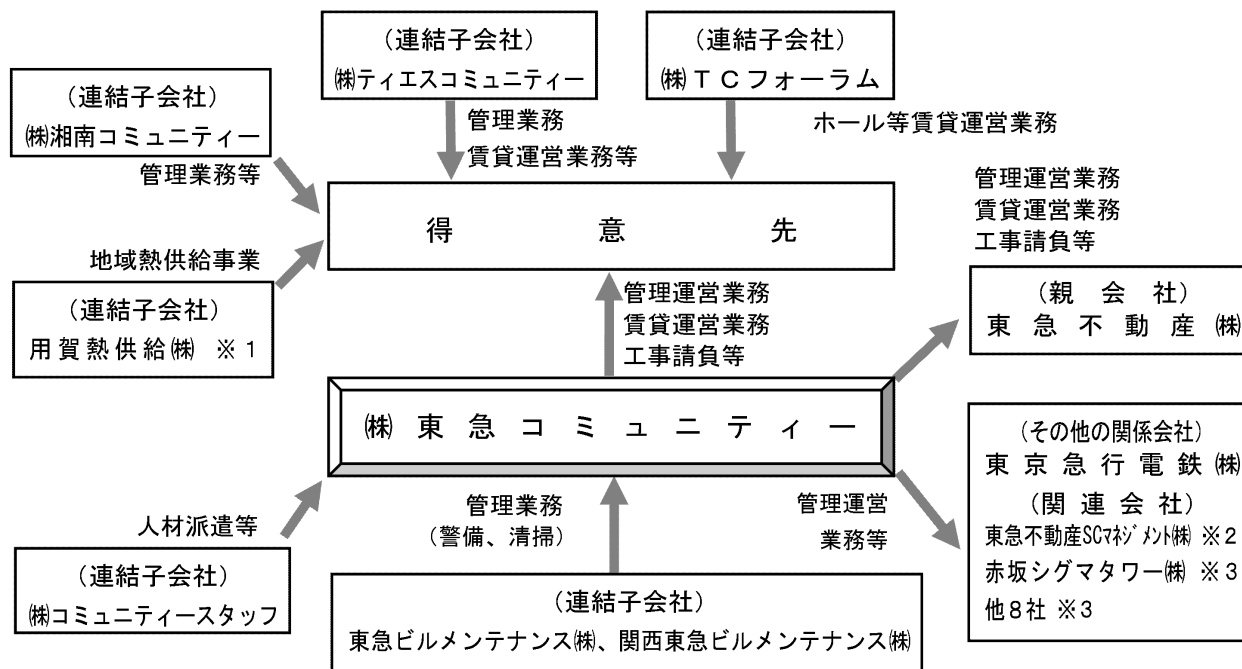 （連結子会社）
㈱ティエスコミュニティー
（連結子会社）
㈱ＴＣフォーラム
（連結子会社）
㈱湘南コミュニティー
管理業務等
管理業務
賃貸運営業務等
ホール等賃貸運営業務
得意先
地域熱供給事業
（連結子会社）
用賀熱供給㈱ ※１
管理運営業務
賃貸運営業務
工事請負等
管理運営業務
賃貸運営業務
工事請負等
（親会社）
東急不動産㈱
㈱東急コミュニティー
（その他の関係会社）
東京急行電鉄㈱
（関連会社）
東急不動産SCﾏﾈｼﾞﾒﾝﾄ㈱ ※２
赤坂シグマタワー㈱ ※３
他８社 ※３
人材派遣等
（連結子会社）
㈱コミュニティースタッフ
管理業務
（警備、清掃）
管理運営
業務等
（連結子会社）
東急ビルメンテナンス㈱、関西東急ビルメンテナンス㈱